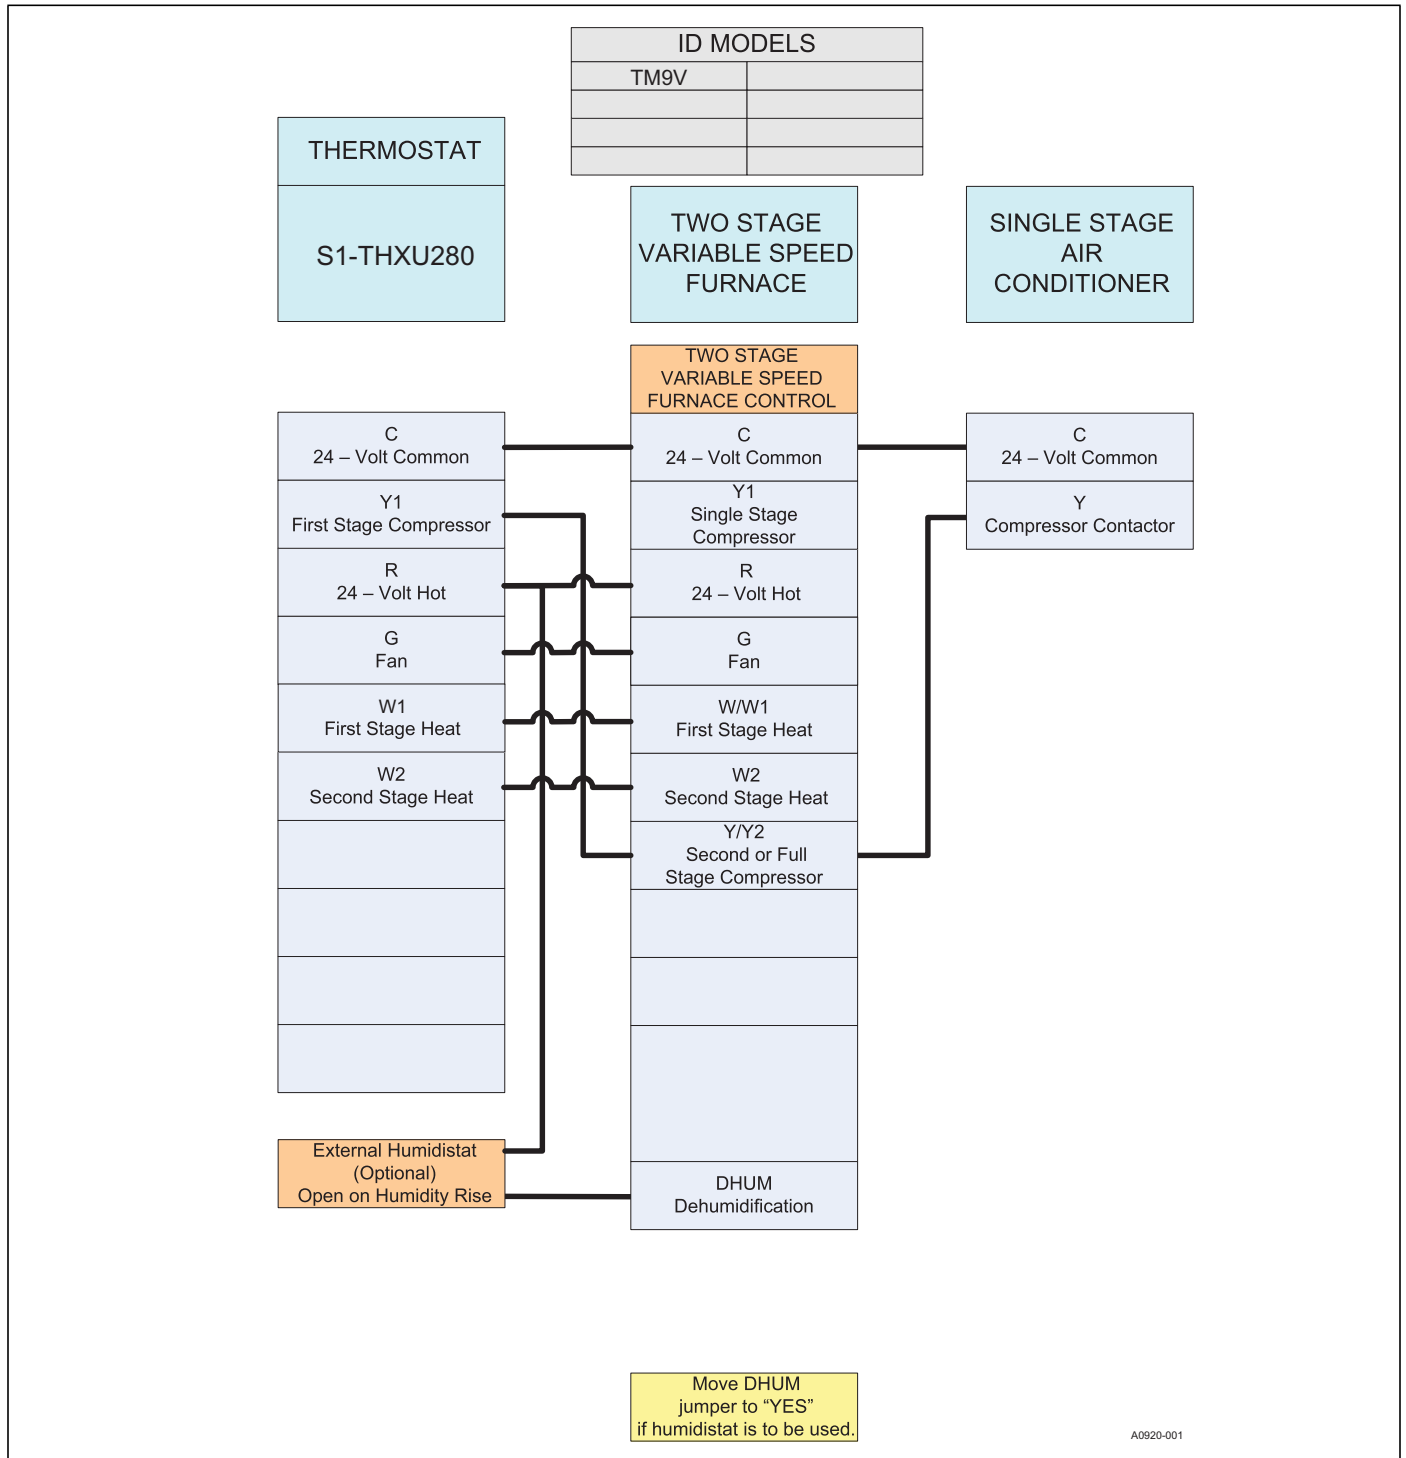 ID MODELS
TM9V
THERMOSTAT
S1-THXU280
TWO STAGE
VARIABLE SPEED
FURNACE
SINGLE STAGE
AIR
CONDITIONER
TWO STAGE
VARIABLE SPEED
FURNACE CONTROL
C
24 – Volt Common
Y1
First Stage Compressor
R
24 – Volt Hot
G
Fan
W1
First Stage Heat
W2
Second Stage Heat
External Humidistat
(Optional)
Open on Humidity Rise
C
24 – Volt Common
Y1
Single Stage
Compressor
R
24 – Volt Hot
G
Fan
W/W1
First Stage Heat
W2
Second Stage Heat
Y/Y2
Second or Full
Stage Compressor
DHUM
Dehumidification
C
24 – Volt Common
Y
Compressor Contactor
Move DHUM
jumper to “YES”
if humidistat is to be used.
A0920-001